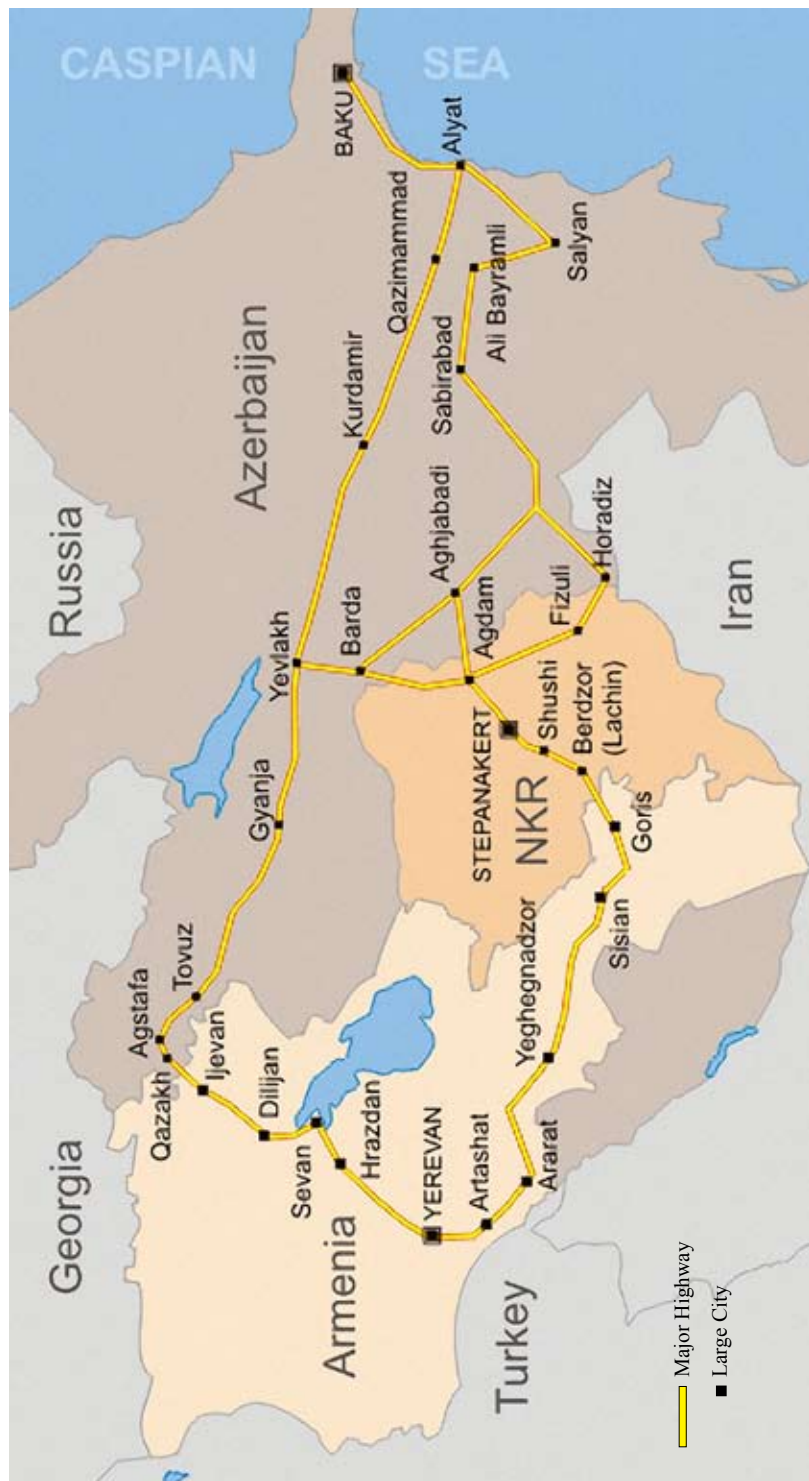 CASPIAN SEA
Russia
Georgia
Azerbaijan
Armenia
Turkey
Iran
NKR
BAKU
Alyat
Qazimammad
Salyan
Ali Bayramli
Sabirabad
Kurdamir
Aghjabadi
Horadiz
Fizuli
Agdam
Barda
Yevlakh
Gyanja
STEPANAKERT
Shushi
Berdzor
(Lachin)
Goris
Sisian
Yeghegnadzor
Ararat
Artashat
YEREVAN
Hrazdan
Sevan
Dilijan
Ijevan
Qazakh
Agstafa
Tovuz
Major Highway
Large City